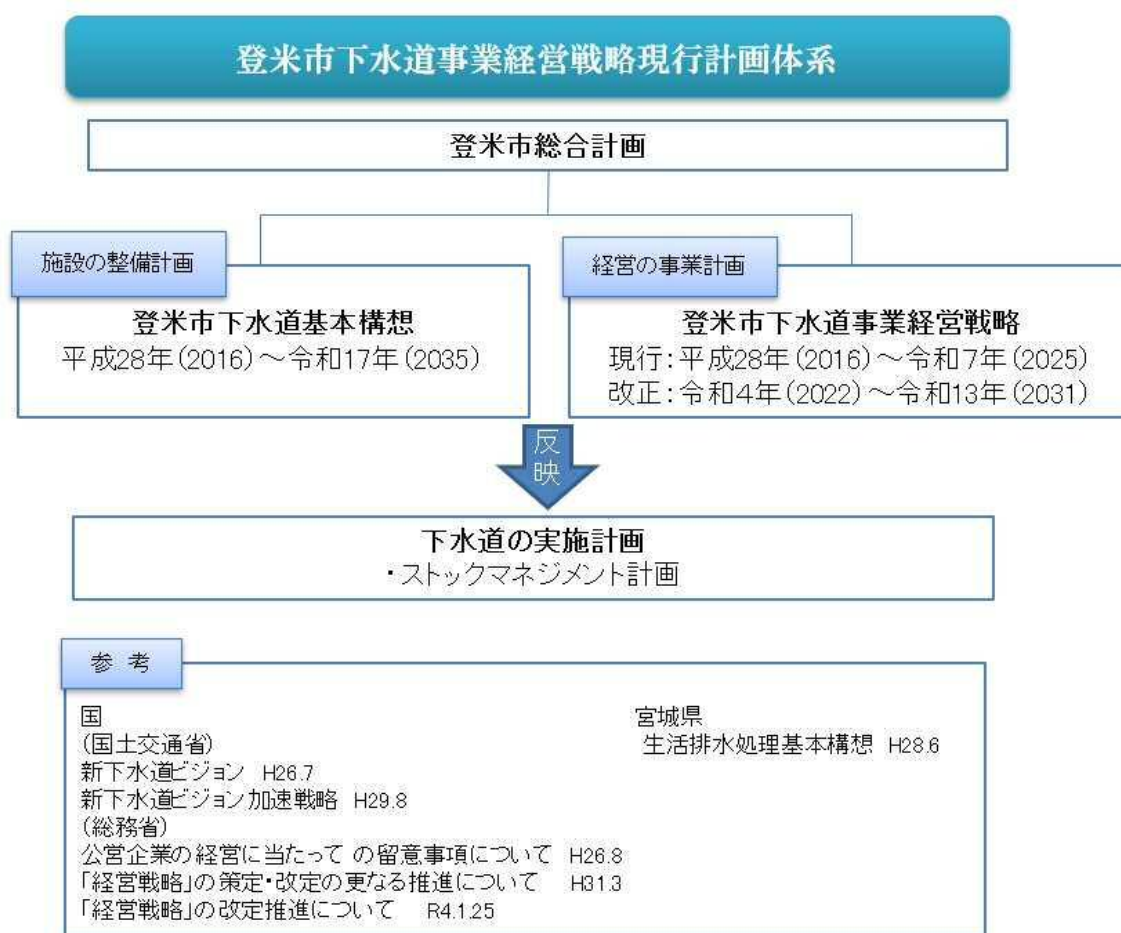 登米市下水道事業経営戦略現行計画体系
登米市総合計画
施設の整備計画
登米市下水道基本構想
平成28年(2016)～令和17年(2035)
経営の事業計画
登米市下水道事業経営戦略
現行:平成28年(2016)～令和7年(2025)
改正:令和4年(2022)～令和13年(2031)
反
映
下水道の実施計画
・ストックマネジメント計画
参 考
国
(国土交通省)
新下水道ビジョン H26.7
新下水道ビジョン加速戦略 H29.8
(総務省)
公営企業の経営に当たって の留意事項について H26.8
「経営戦略」の策定・改定の更なる推進について H31.3
「経営戦略」の改定推進について R4.1.25
宮城県
生活排水処理基本構想 H28.6